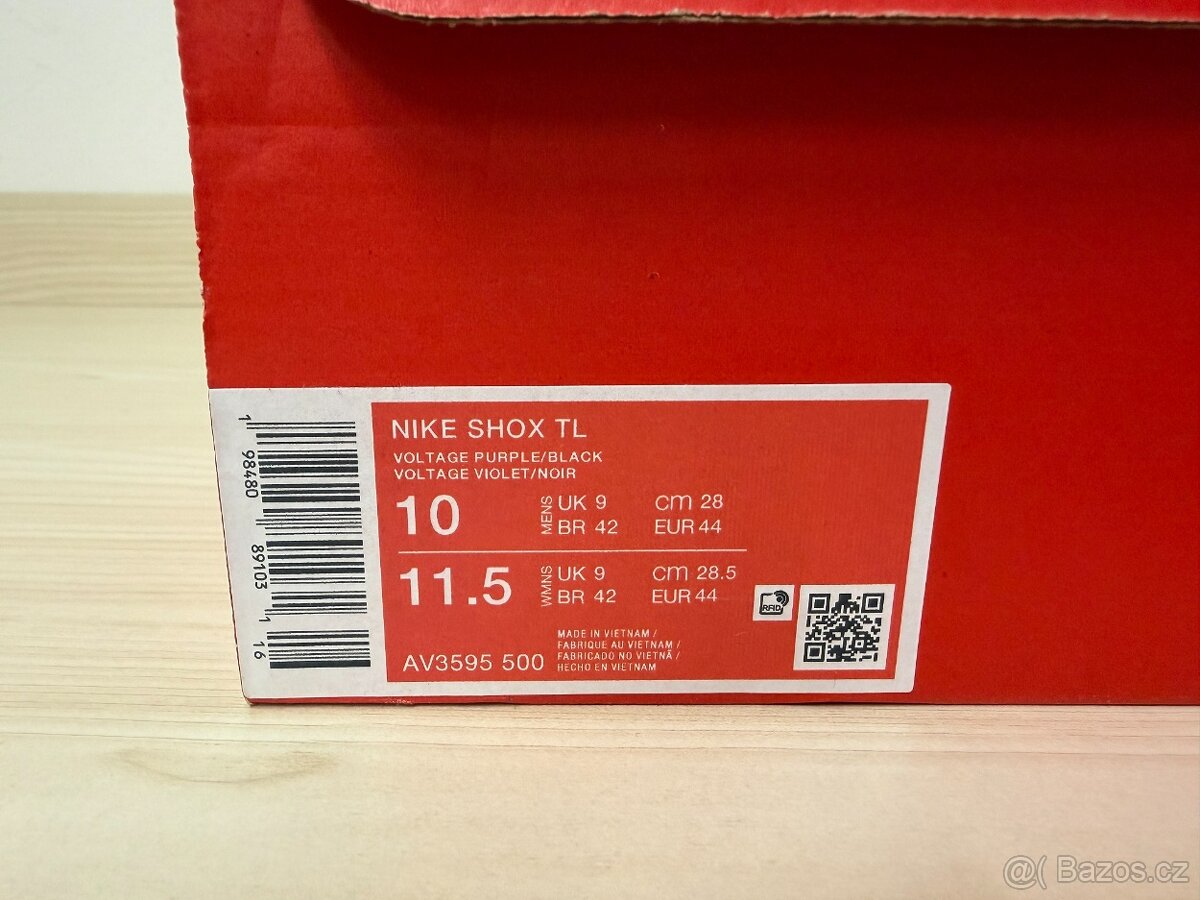 NIKE SHOX TL
VOLTAGE PURPLE/BLACK
VOLTAGE VIOLET/NOIR
10 MENS UK 9 cm 28
BR 42 EUR 44
11.5 WMNS UK 9 cm 28.5
BR 42 EUR 44
RFID
MADE IN VIETNAM /
FABRIQUE AU VIETNAM /
FABRICADO NO VIETNÃ /
HECHO EN VIETNAM
AV3595 500
1 98480 89103 1 16
@( Bazos.cz